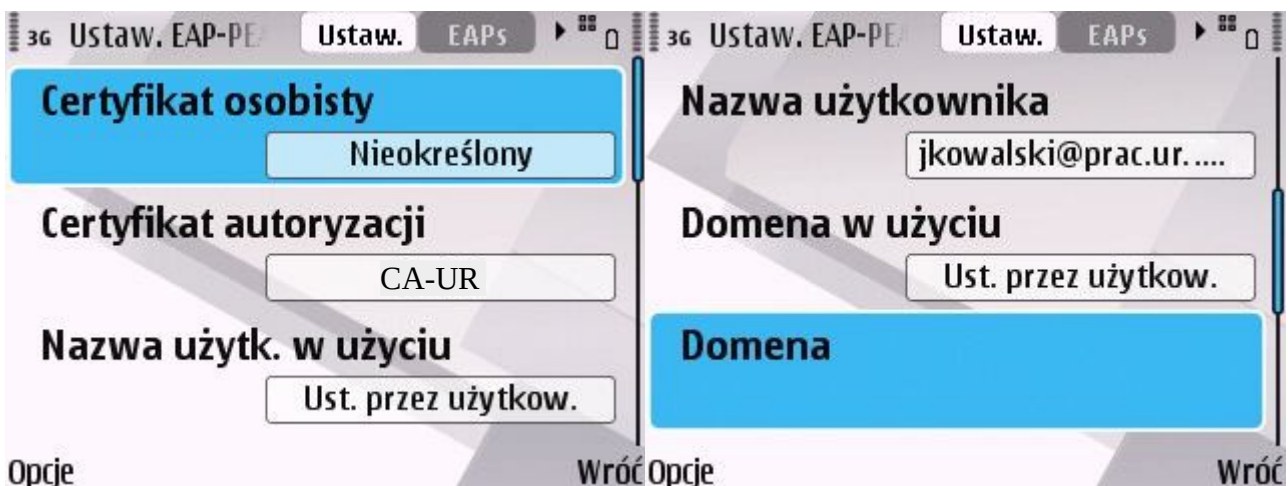 3G Ustaw. EAP-PE Ustaw. EAPs
Certyfikat osobisty
Nieokreślony
Certyfikat autoryzacji
CA-UR
Nazwa użytk. w użyciu
Ust. przez użytkow.
Opcje Wróć
3G Ustaw. EAP-PE Ustaw. EAPs
Nazwa użytkownika
jkowalski@prac.ur.....
Domena w użyciu
Ust. przez użytkow.
Domena
Opcje Wróć